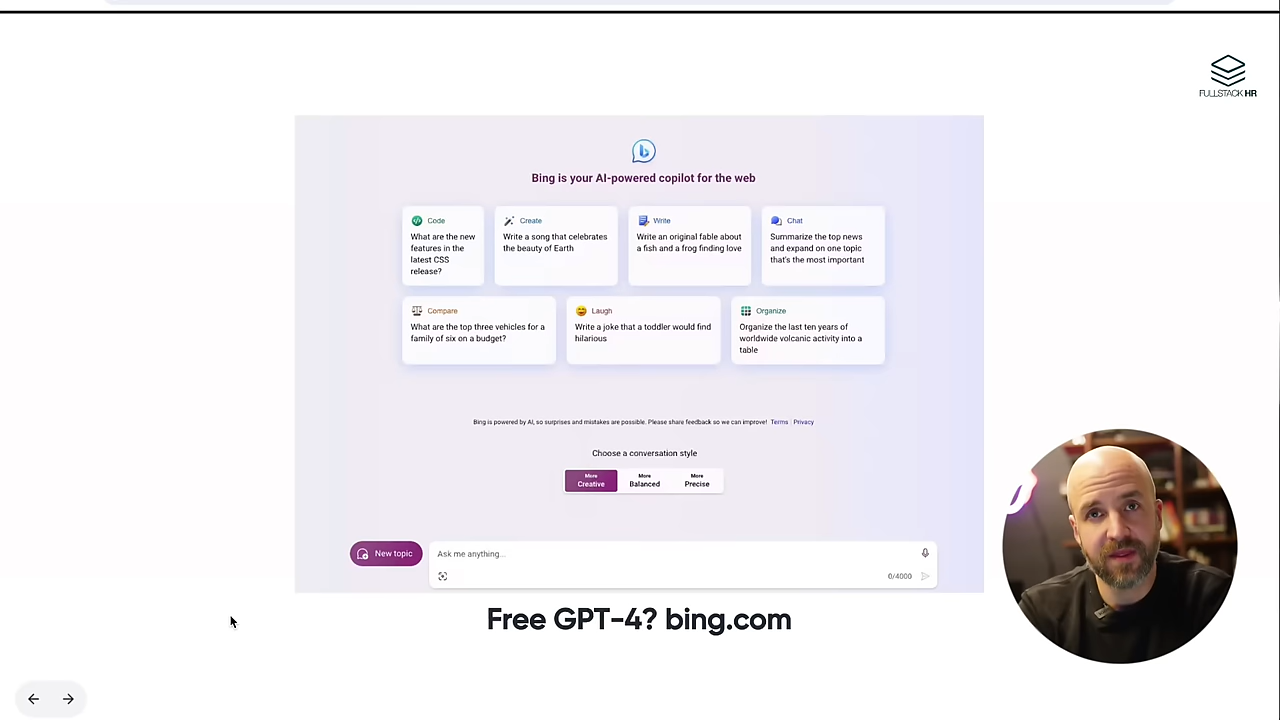 FULLSTACK HR
Bing is your AI-powered copilot for the web
Code
What are the new
features in the
latest CSS
release?
Create
Write a song that celebrates
the beauty of Earth
Write
Write an original fable about
a fish and a frog finding love
Chat
Summarize the top news
and expand on one topic
that's the most important
Compare
What are the top three vehicles for a
family of six on a budget?
Laugh
Write a joke that a toddler would find
hilarious
Organize
Organize the last ten years of
worldwide volcanic activity into a
table
Bing is powered by AI, so surprises and mistakes are possible. Please share feedback so we can improve! Terms | Privacy
Choose a conversation style
More
Creative
More
Balanced
More
Precise
New topic
Ask me anything...
0/4000
Free GPT-4? bing.com